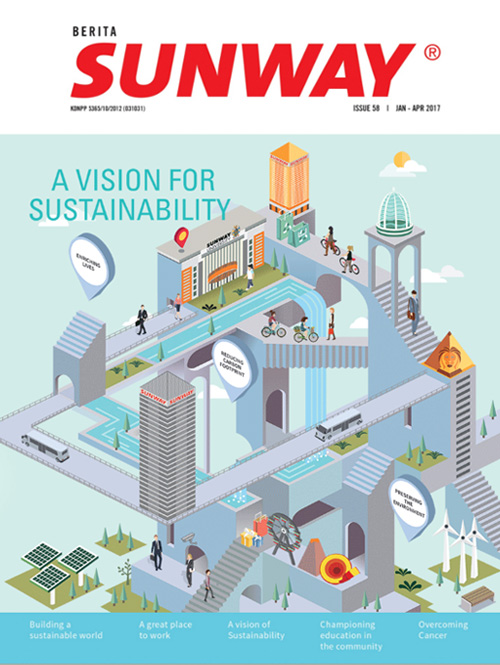 BERITA
SUNWAY®
KDNPP 5365/10/2012 (031031)
ISSUE 58 | JAN - APR 2017
A VISION FOR
SUSTAINABILITY
ENRICHING
LIVES
SUNWAY
REDUCING
CARBON
FOOTPRINT
SUNWAY SUNWAY
PRESERVING
THE
ENVIRONMENT
Building a
sustainable world
A great place
to work
A vision of
Sustainability
Championing
education in
the community
Overcoming
Cancer